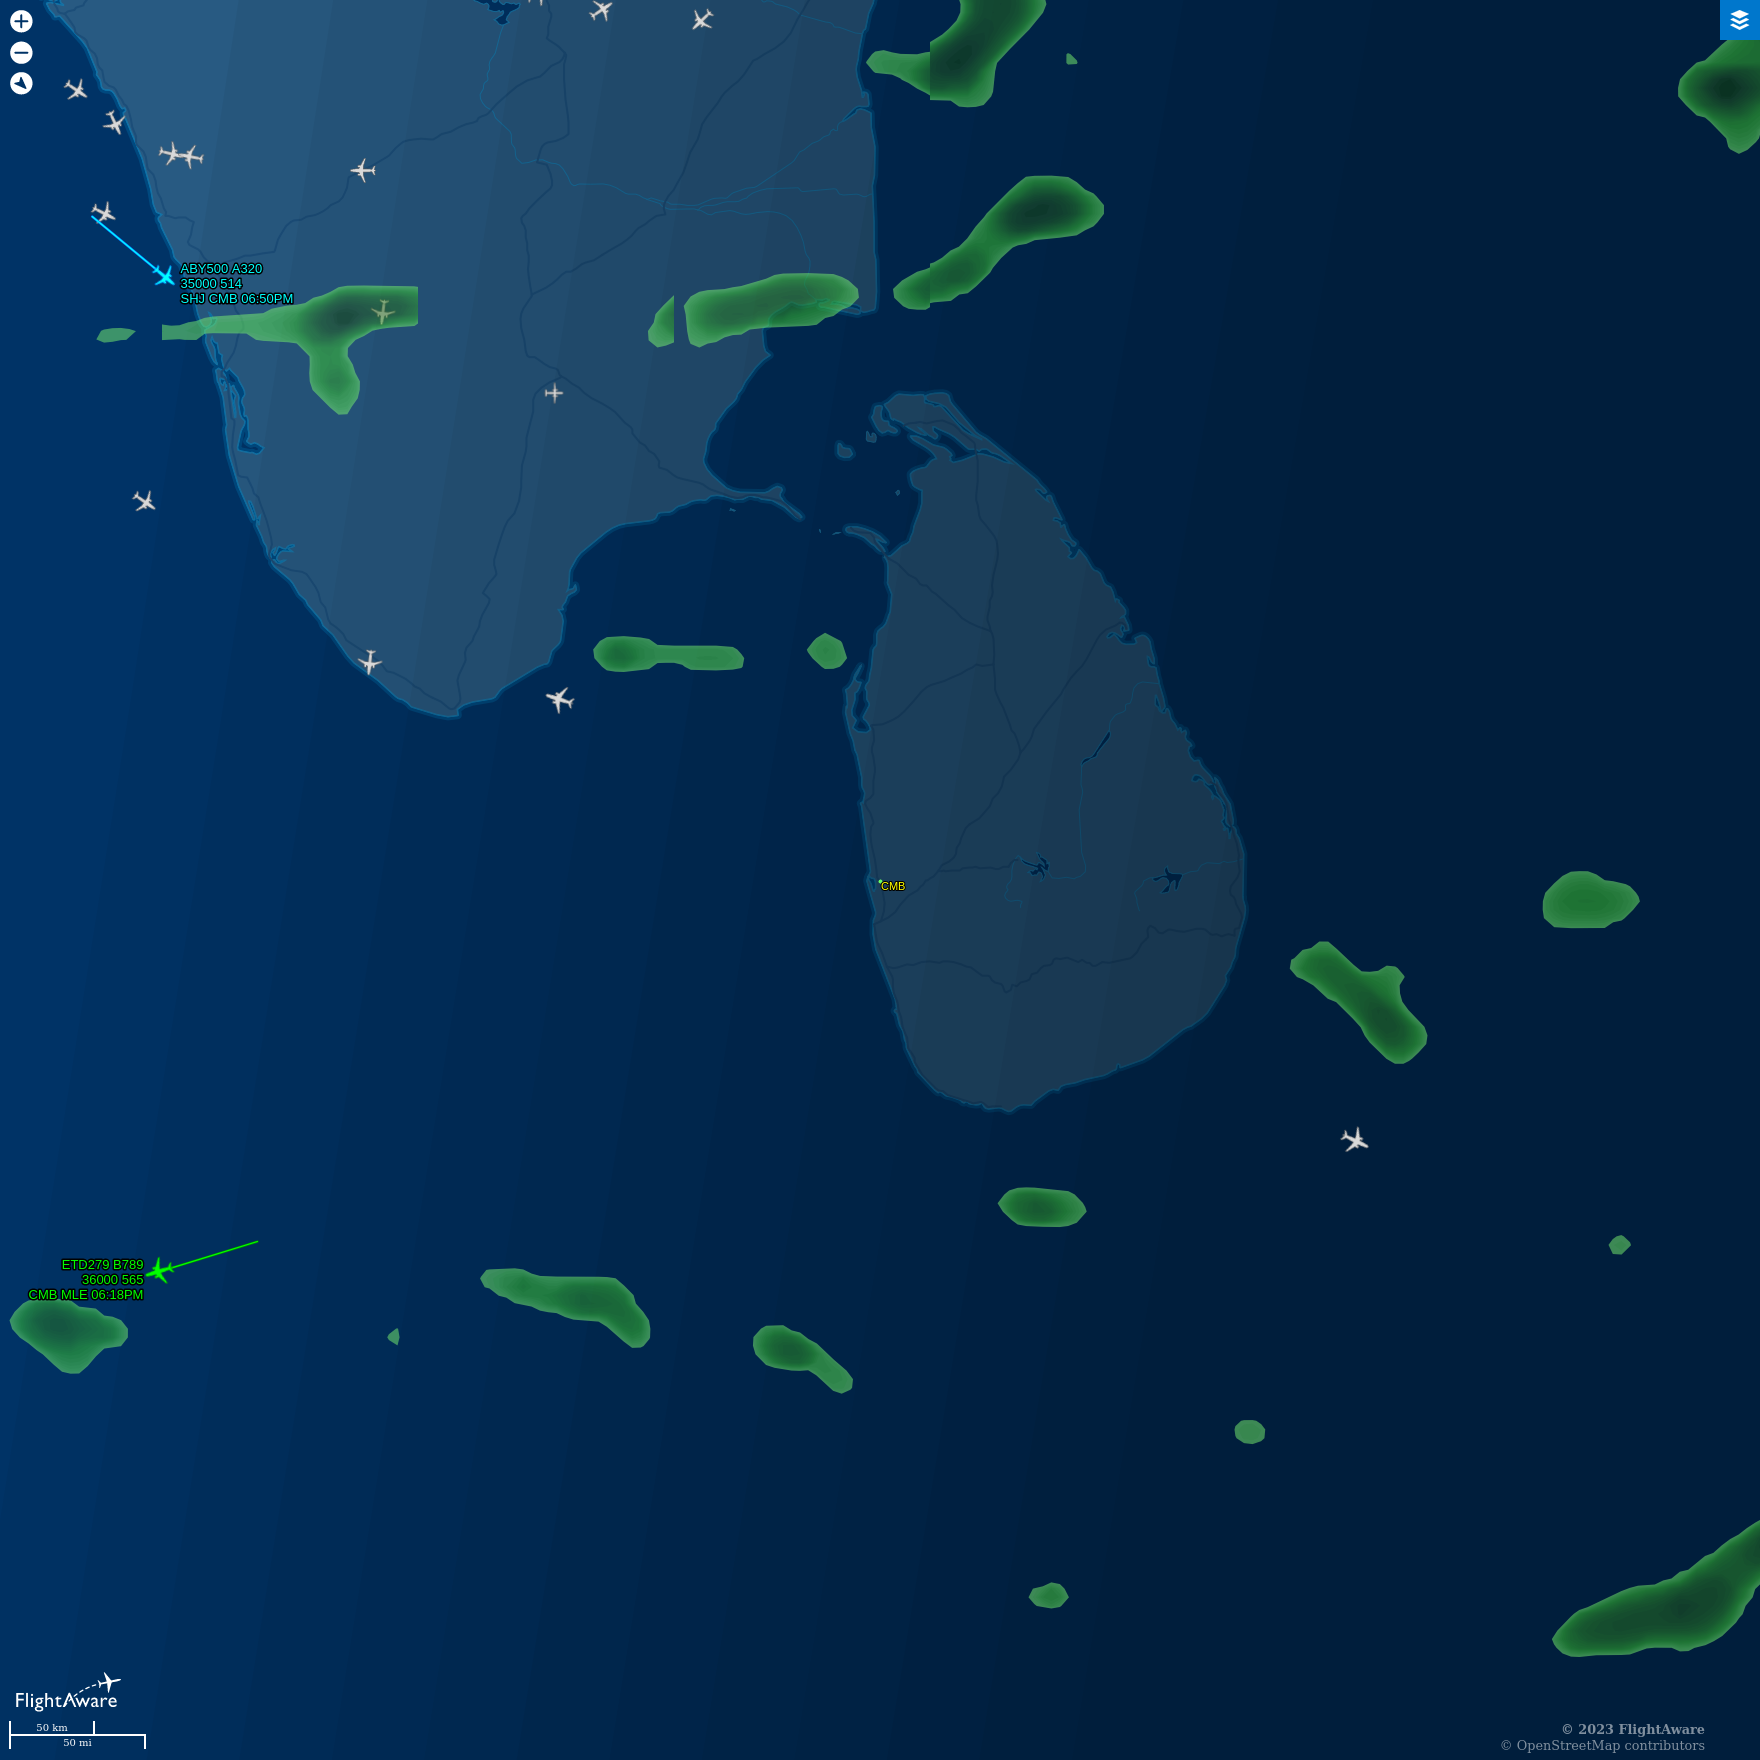 ABY500 A320
35000 514
SHJ CMB 06:50PM
CMB
ETD279 B789
36000 565
CMB MLE 06:18PM
FlightAware
50 km
50 mi
© 2023 FlightAware
© OpenStreetMap contributors